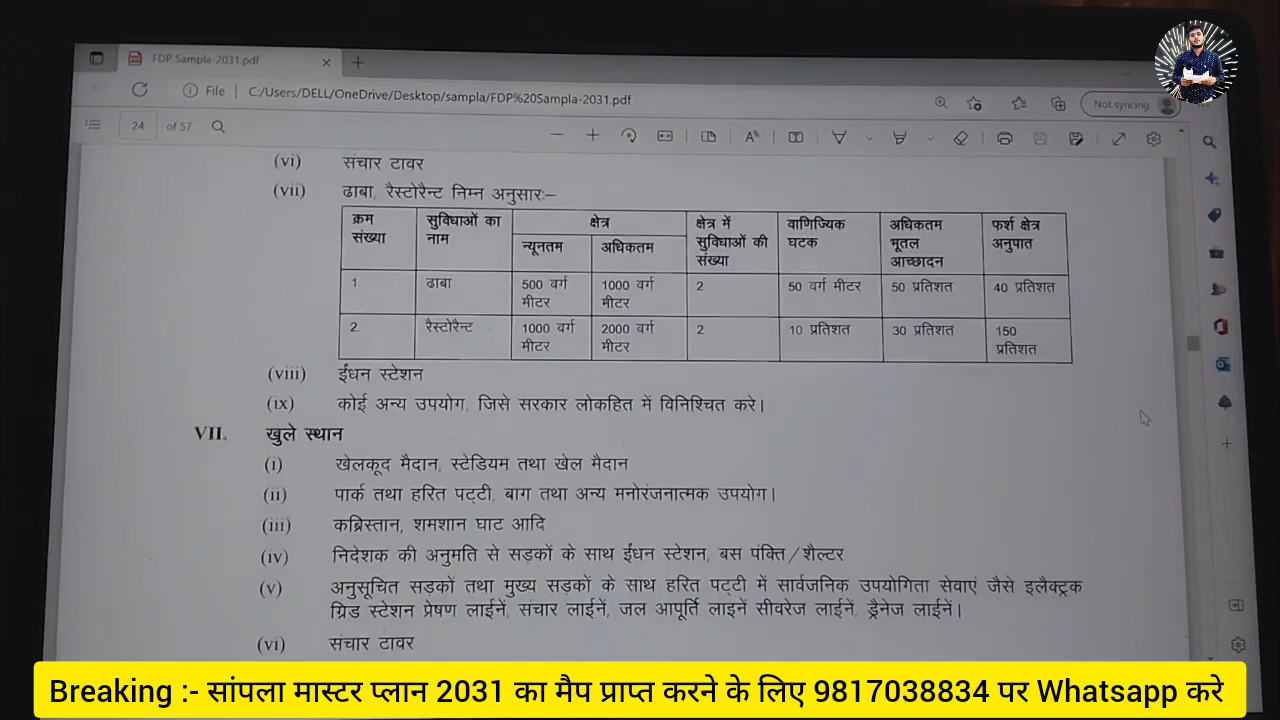 FDP Sampla-2031.pdf
File | C:/Users/DELL/OneDrive/Desktop/sampla/FDP%20Sampla-2031.pdf
Not syncing
24 of 57
(vi) संचार टावर
(vii) ढाबा, रैस्टोरैन्ट निम्न अनुसारः–
क्रम संख्या | सुविधाओं का नाम | क्षेत्र | क्षेत्र में सुविधाओं की संख्या | वाणिज्यिक घटक | अधिकतम मूतल आच्छादन | फर्श क्षेत्र अनुपात
न्यूनतम | अधिकतम
1 | ढाबा | 500 वर्ग मीटर | 1000 वर्ग मीटर | 2 | 50 वर्ग मीटर | 50 प्रतिशत | 40 प्रतिशत
2. | रैस्टोरैन्ट | 1000 वर्ग मीटर | 2000 वर्ग मीटर | 2 | 10 प्रतिशत | 30 प्रतिशत | 150 प्रतिशत
(viii) ईंधन स्टेशन
(ix) कोई अन्य उपयोग, जिसे सरकार लोकहित में विनिश्चित करे।
VII. खुले स्थान
(i) खेलकूद मैदान, स्टेडियम तथा खेल मैदान
(ii) पार्क तथा हरित पट्टी, बाग तथा अन्य मनोरंजनात्मक उपयोग।
(iii) कब्रिस्तान, शमशान घाट आदि
(iv) निदेशक की अनुमति से सड़कों के साथ ईंधन स्टेशन, बस पंक्ति/शैल्टर
(v) अनुसूचित सड़कों तथा मुख्य सड़कों के साथ हरित पट्टी में सार्वजनिक उपयोगिता सेवाएं जैसे इलैक्ट्रक
ग्रिड स्टेशन प्रेषण लाईनें, संचार लाईनें, जल आपूर्ति लाइनें सीवरेज लाईनें, ड्रैनेज लाईनें।
(vi) संचार टावर
Breaking :- सांपला मास्टर प्लान 2031 का मैप प्राप्त करने के लिए 9817038834 पर Whatsapp करे